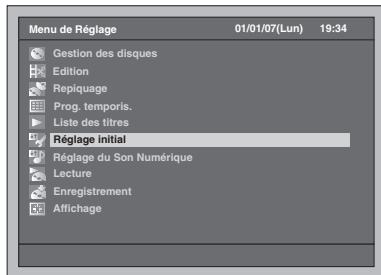 Menu de Réglage 01/01/07(Lun) 19:34
Gestion des disques
Edition
Repiquage
Prog. temporis.
Liste des titres
Réglage initial
Réglage du Son Numérique
Lecture
Enregistrement
Affichage